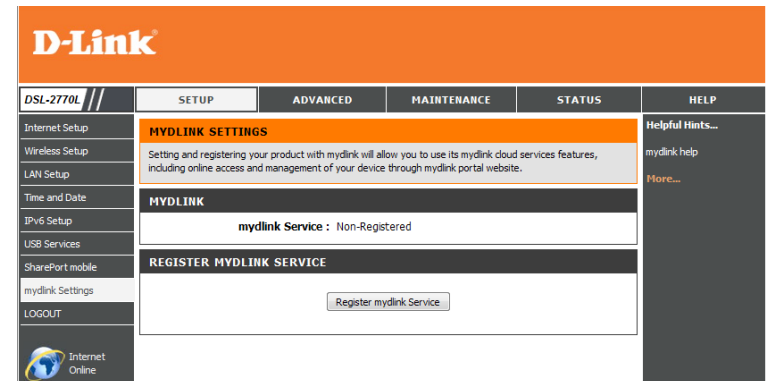 D-Link
DSL-2770L
SETUP
ADVANCED
MAINTENANCE
STATUS
HELP
Internet Setup
Wireless Setup
LAN Setup
Time and Date
IPv6 Setup
USB Services
SharePort mobile
mydlink Settings
LOGOUT
Internet
Online
MYDLINK SETTINGS
Setting and registering your product with mydlink will allow you to use its mydlink cloud services features,
including online access and management of your device through mydlink portal website.
MYDLINK
mydlink Service : Non-Registered
REGISTER MYDLINK SERVICE
Register mydlink Service
Helpful Hints...
mydlink help
More...